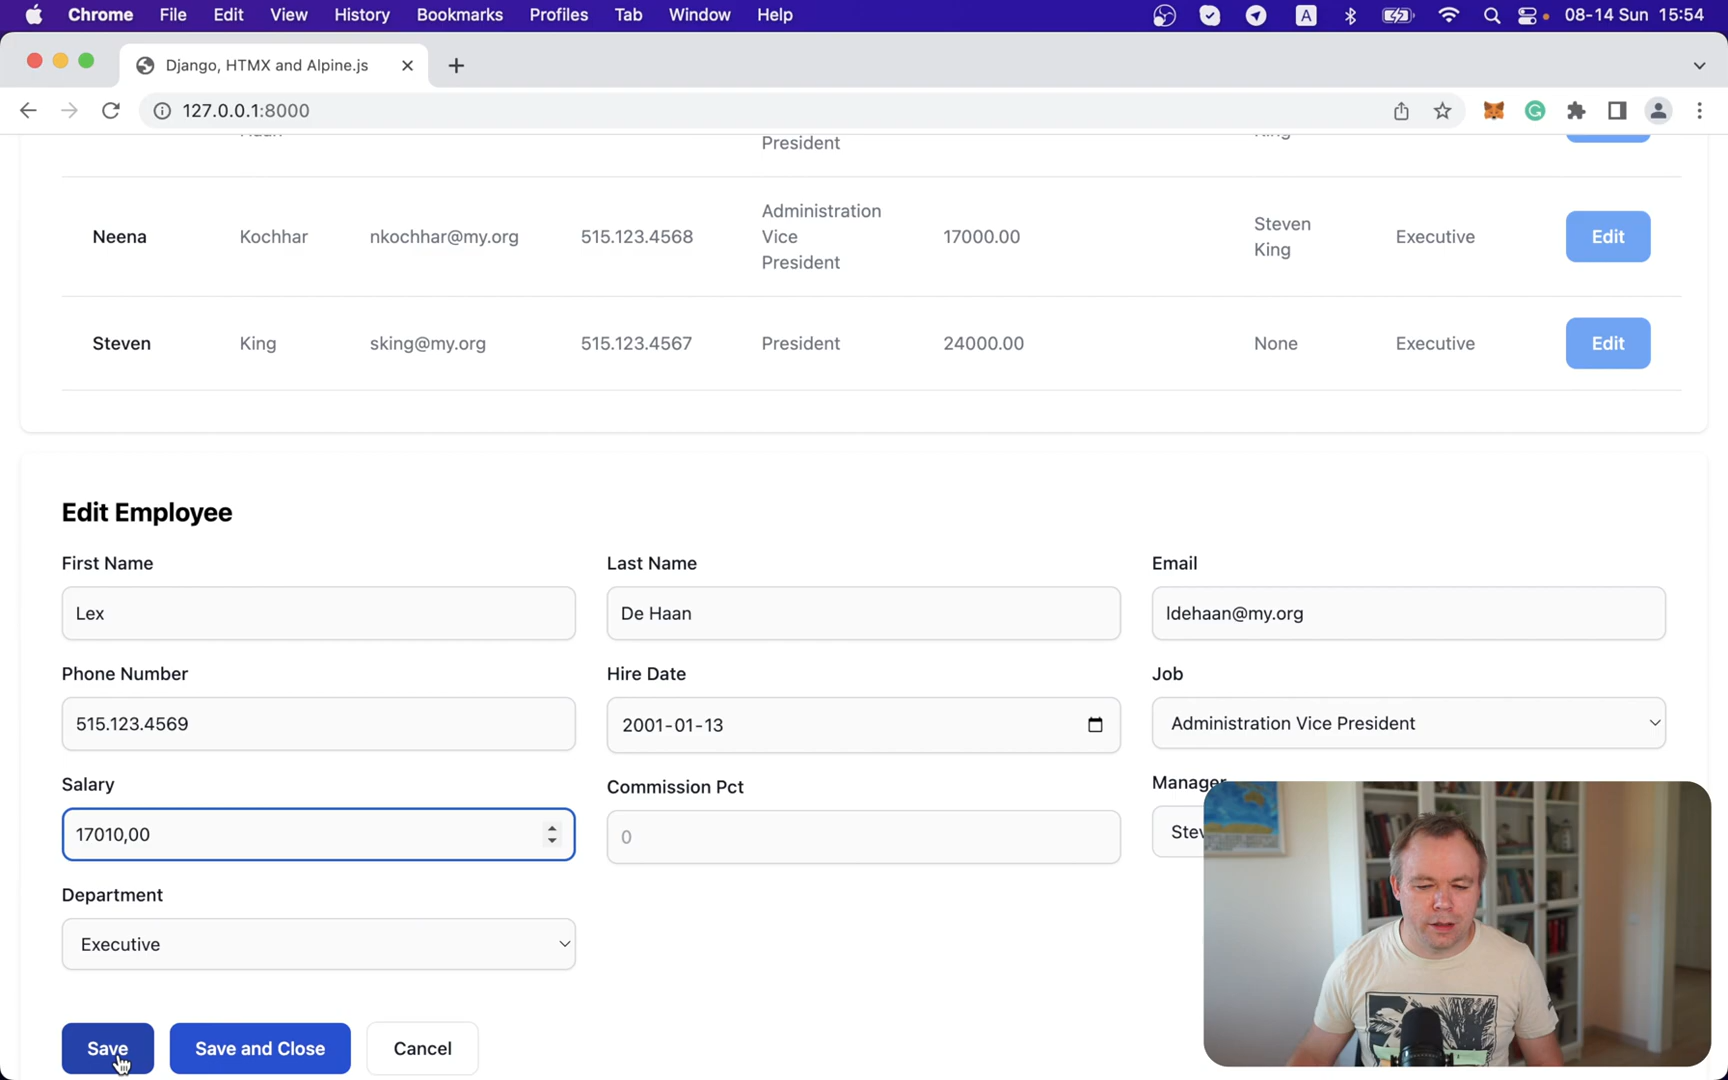 Chrome File Edit View History Bookmarks Profiles Tab Window Help A 08-14 Sun 15:54
Django, HTMX and Alpine.js
127.0.0.1:8000
President
Neena Kochhar nkochhar@my.org 515.123.4568 Administration Vice President 17000.00 Steven King Executive Edit
Steven King sking@my.org 515.123.4567 President 24000.00 None Executive Edit
Edit Employee
First Name Last Name Email
Lex De Haan ldehaan@my.org
Phone Number Hire Date Job
515.123.4569 2001-01-13 Administration Vice President
Salary Commission Pct Manager
17010,00 0
Department
Executive
Save Save and Close Cancel